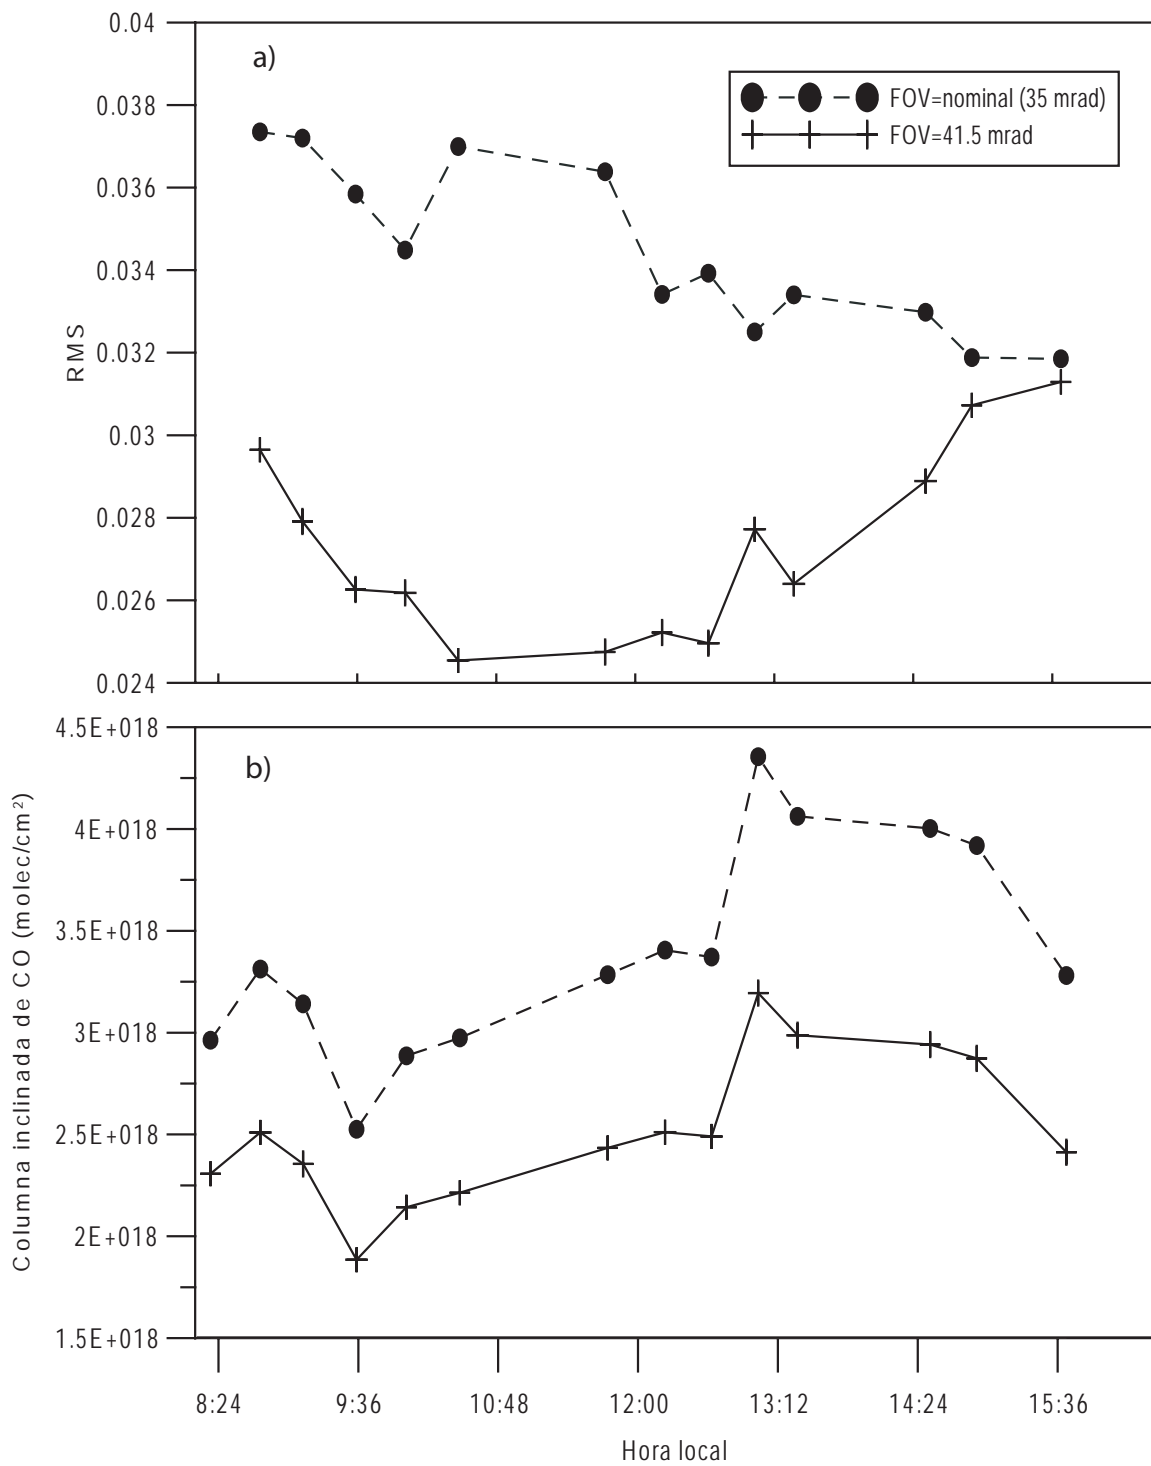 0.04
a)
FOV=nominal (35 mrad)
FOV=41.5 mrad
0.038
0.036
0.034
0.032
0.03
0.028
0.026
0.024
RMS
4.5E+018
b)
4E+018
3.5E+018
3E+018
2.5E+018
2E+018
1.5E+018
Columna inclinada de CO (molec/cm²)
8:24 9:36 10:48 12:00 13:12 14:24 15:36
Hora local